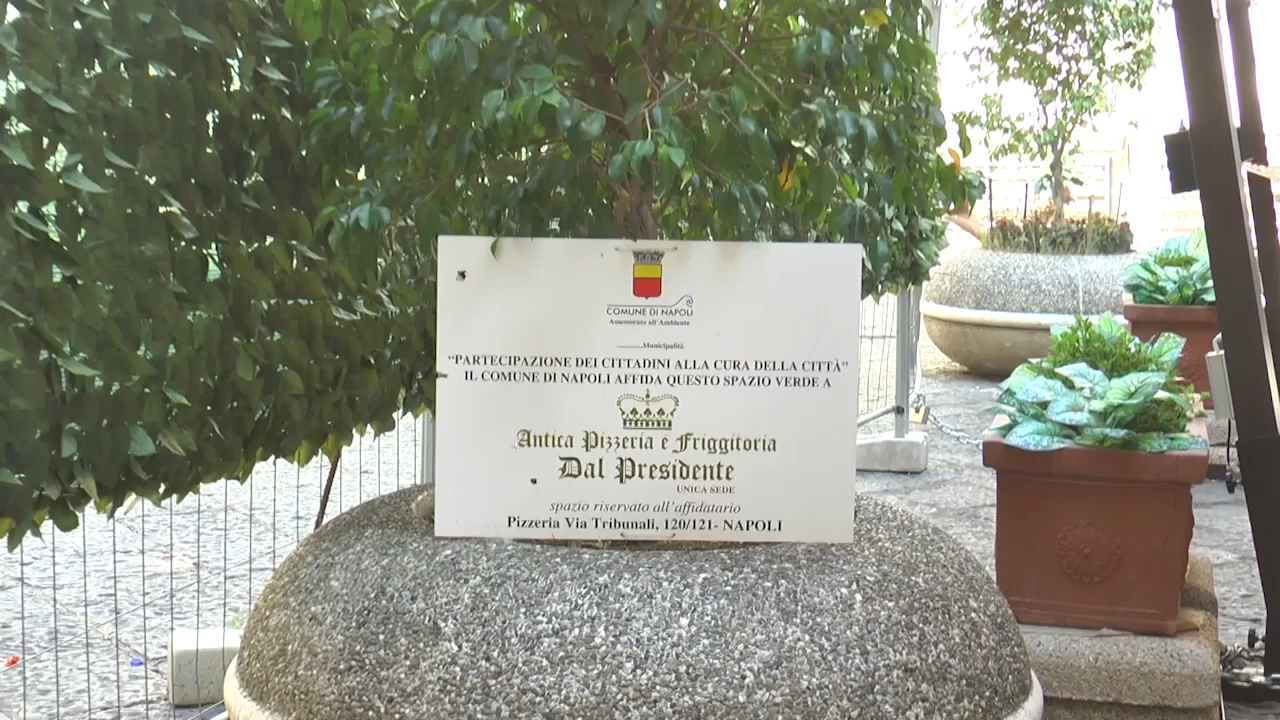 COMUNE DI NAPOLI
Assessorato all'Ambiente
Municipalità
"PARTECIPAZIONE DEI CITTADINI ALLA CURA DELLA CITTÀ"
IL COMUNE DI NAPOLI AFFIDA QUESTO SPAZIO VERDE A
Antica Pizzeria e Friggitoria
Dal Presidente
UNICA SEDE
spazio riservato all'affidatario
Pizzeria Via Tribunali, 120/121- NAPOLI